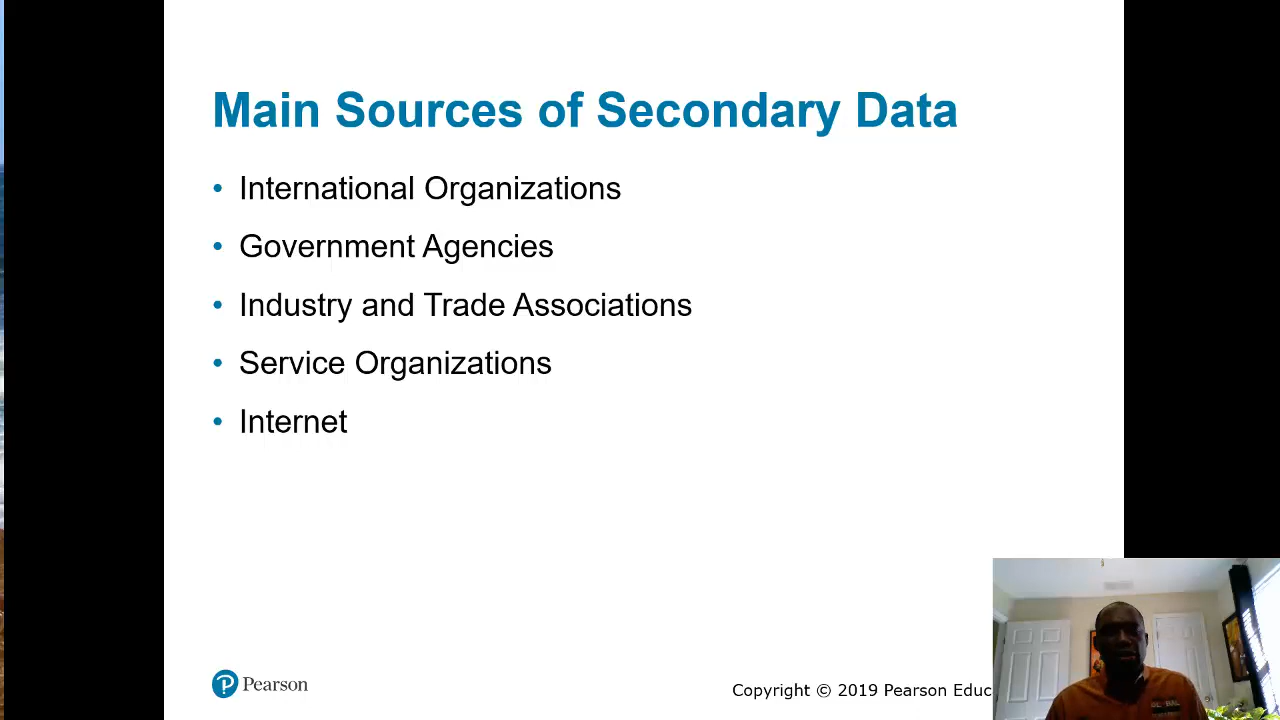 Main Sources of Secondary Data
• International Organizations
• Government Agencies
• Industry and Trade Associations
• Service Organizations
• Internet
Pearson
Copyright © 2019 Pearson Educ